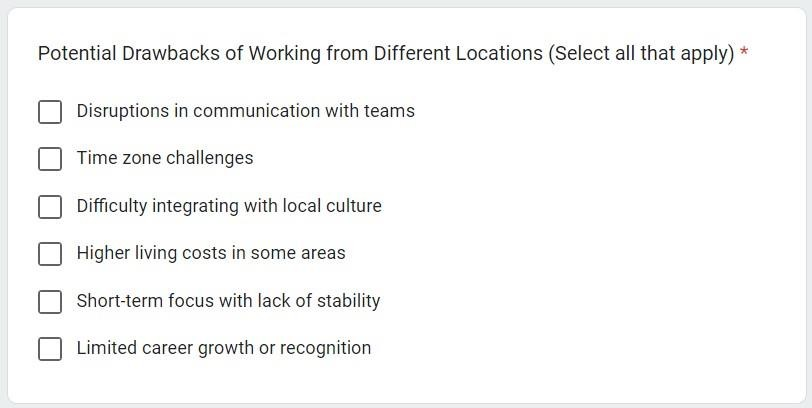 Potential Drawbacks of Working from Different Locations (Select all that apply) *
Disruptions in communication with teams
Time zone challenges
Difficulty integrating with local culture
Higher living costs in some areas
Short-term focus with lack of stability
Limited career growth or recognition